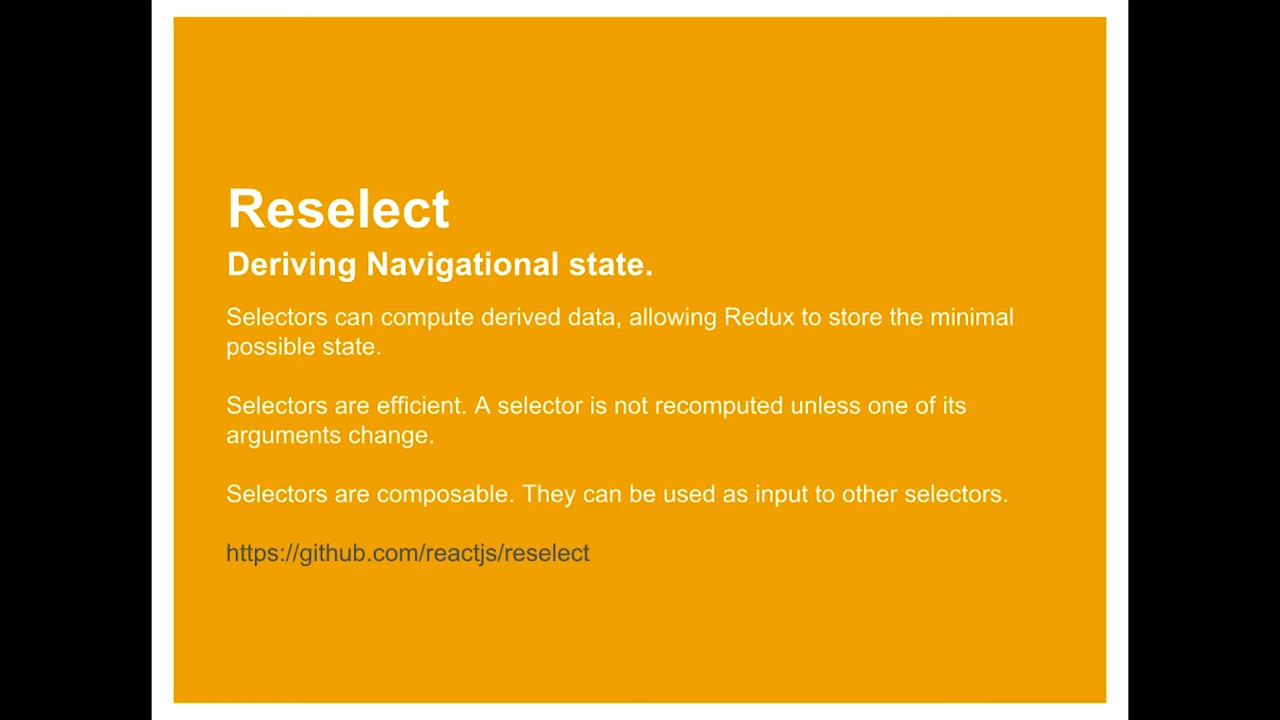 Reselect
Deriving Navigational state.
Selectors can compute derived data, allowing Redux to store the minimal
possible state.
Selectors are efficient. A selector is not recomputed unless one of its
arguments change.
Selectors are composable. They can be used as input to other selectors.
https://github.com/reactjs/reselect